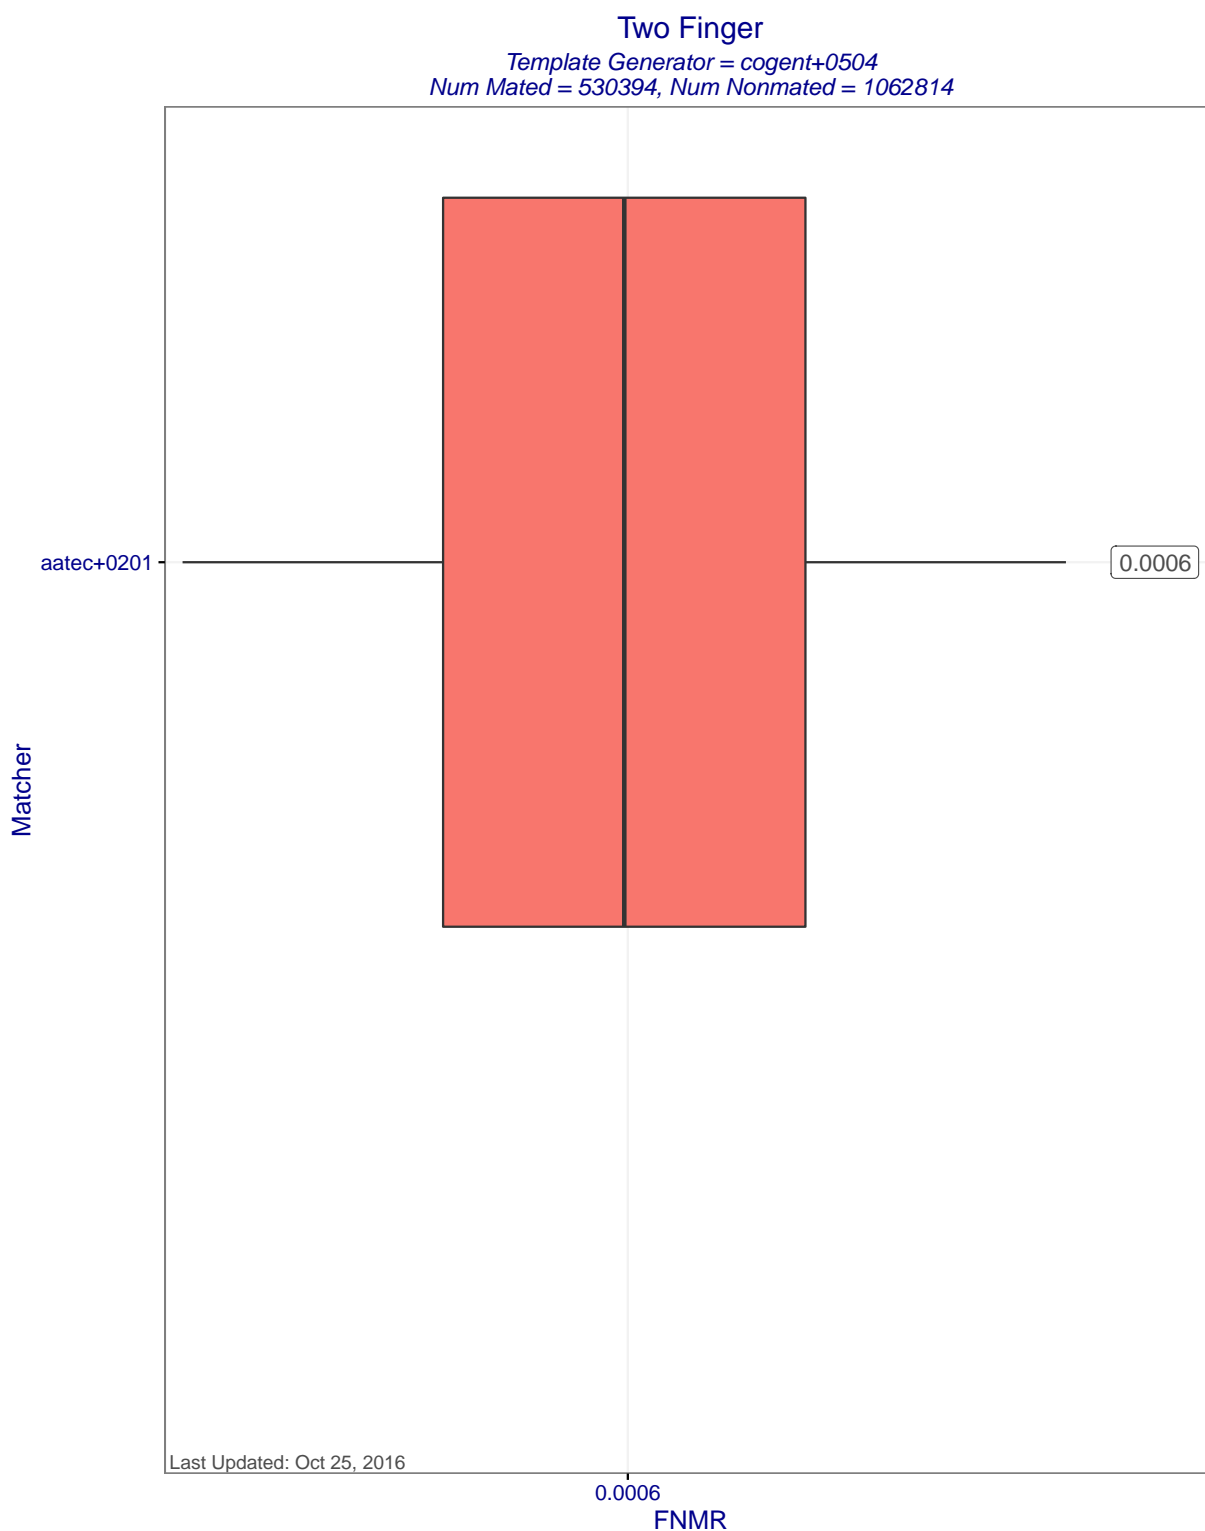 Two Finger
Template Generator = cogent+0504
Num Mated = 530394, Num Nonmated = 1062814
aatec+0201
0.0006
Matcher
Last Updated: Oct 25, 2016
0.0006
FNMR